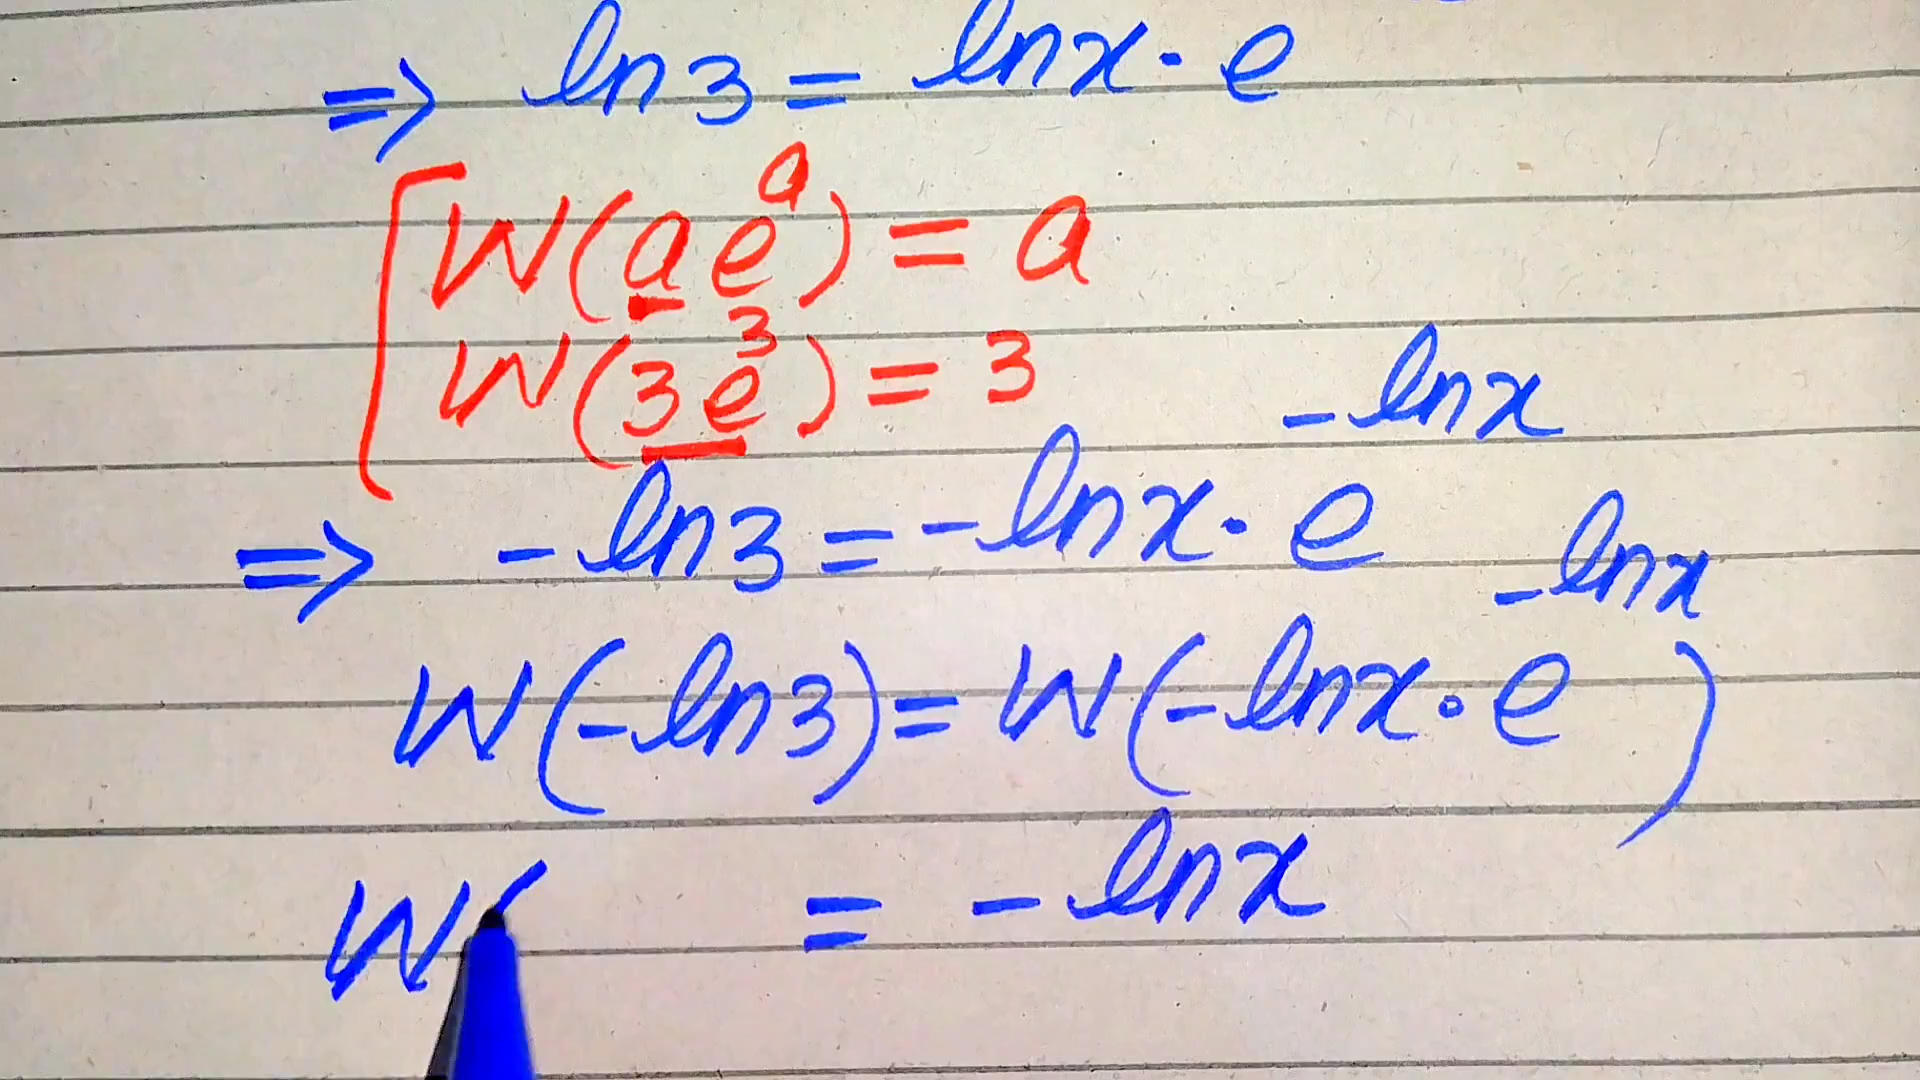 ⇒ ln3 = lnx · e
W(ae^a) = a
W(3e^3) = 3
⇒ -ln3 = -lnx · e^-lnx
W(-ln3) = W(-lnx · e^-lnx)
W( = -lnx